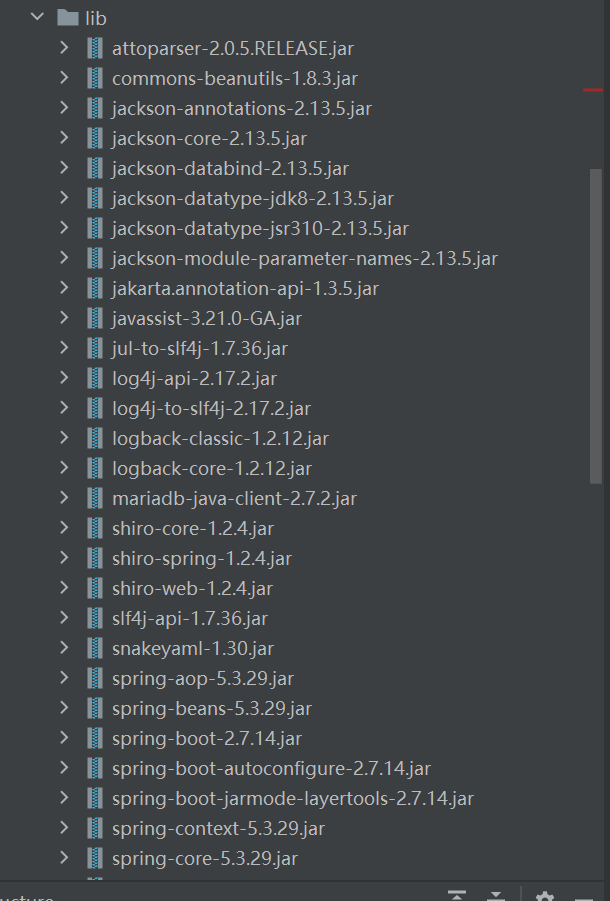 lib
attoparser-2.0.5.RELEASE.jar
commons-beanutils-1.8.3.jar
jackson-annotations-2.13.5.jar
jackson-core-2.13.5.jar
jackson-databind-2.13.5.jar
jackson-datatype-jdk8-2.13.5.jar
jackson-datatype-jsr310-2.13.5.jar
jackson-module-parameter-names-2.13.5.jar
jakarta.annotation-api-1.3.5.jar
javassist-3.21.0-GA.jar
jul-to-slf4j-1.7.36.jar
log4j-api-2.17.2.jar
log4j-to-slf4j-2.17.2.jar
logback-classic-1.2.12.jar
logback-core-1.2.12.jar
mariadb-java-client-2.7.2.jar
shiro-core-1.2.4.jar
shiro-spring-1.2.4.jar
shiro-web-1.2.4.jar
slf4j-api-1.7.36.jar
snakeyaml-1.30.jar
spring-aop-5.3.29.jar
spring-beans-5.3.29.jar
spring-boot-2.7.14.jar
spring-boot-autoconfigure-2.7.14.jar
spring-boot-jarmode-layertools-2.7.14.jar
spring-context-5.3.29.jar
spring-core-5.3.29.jar